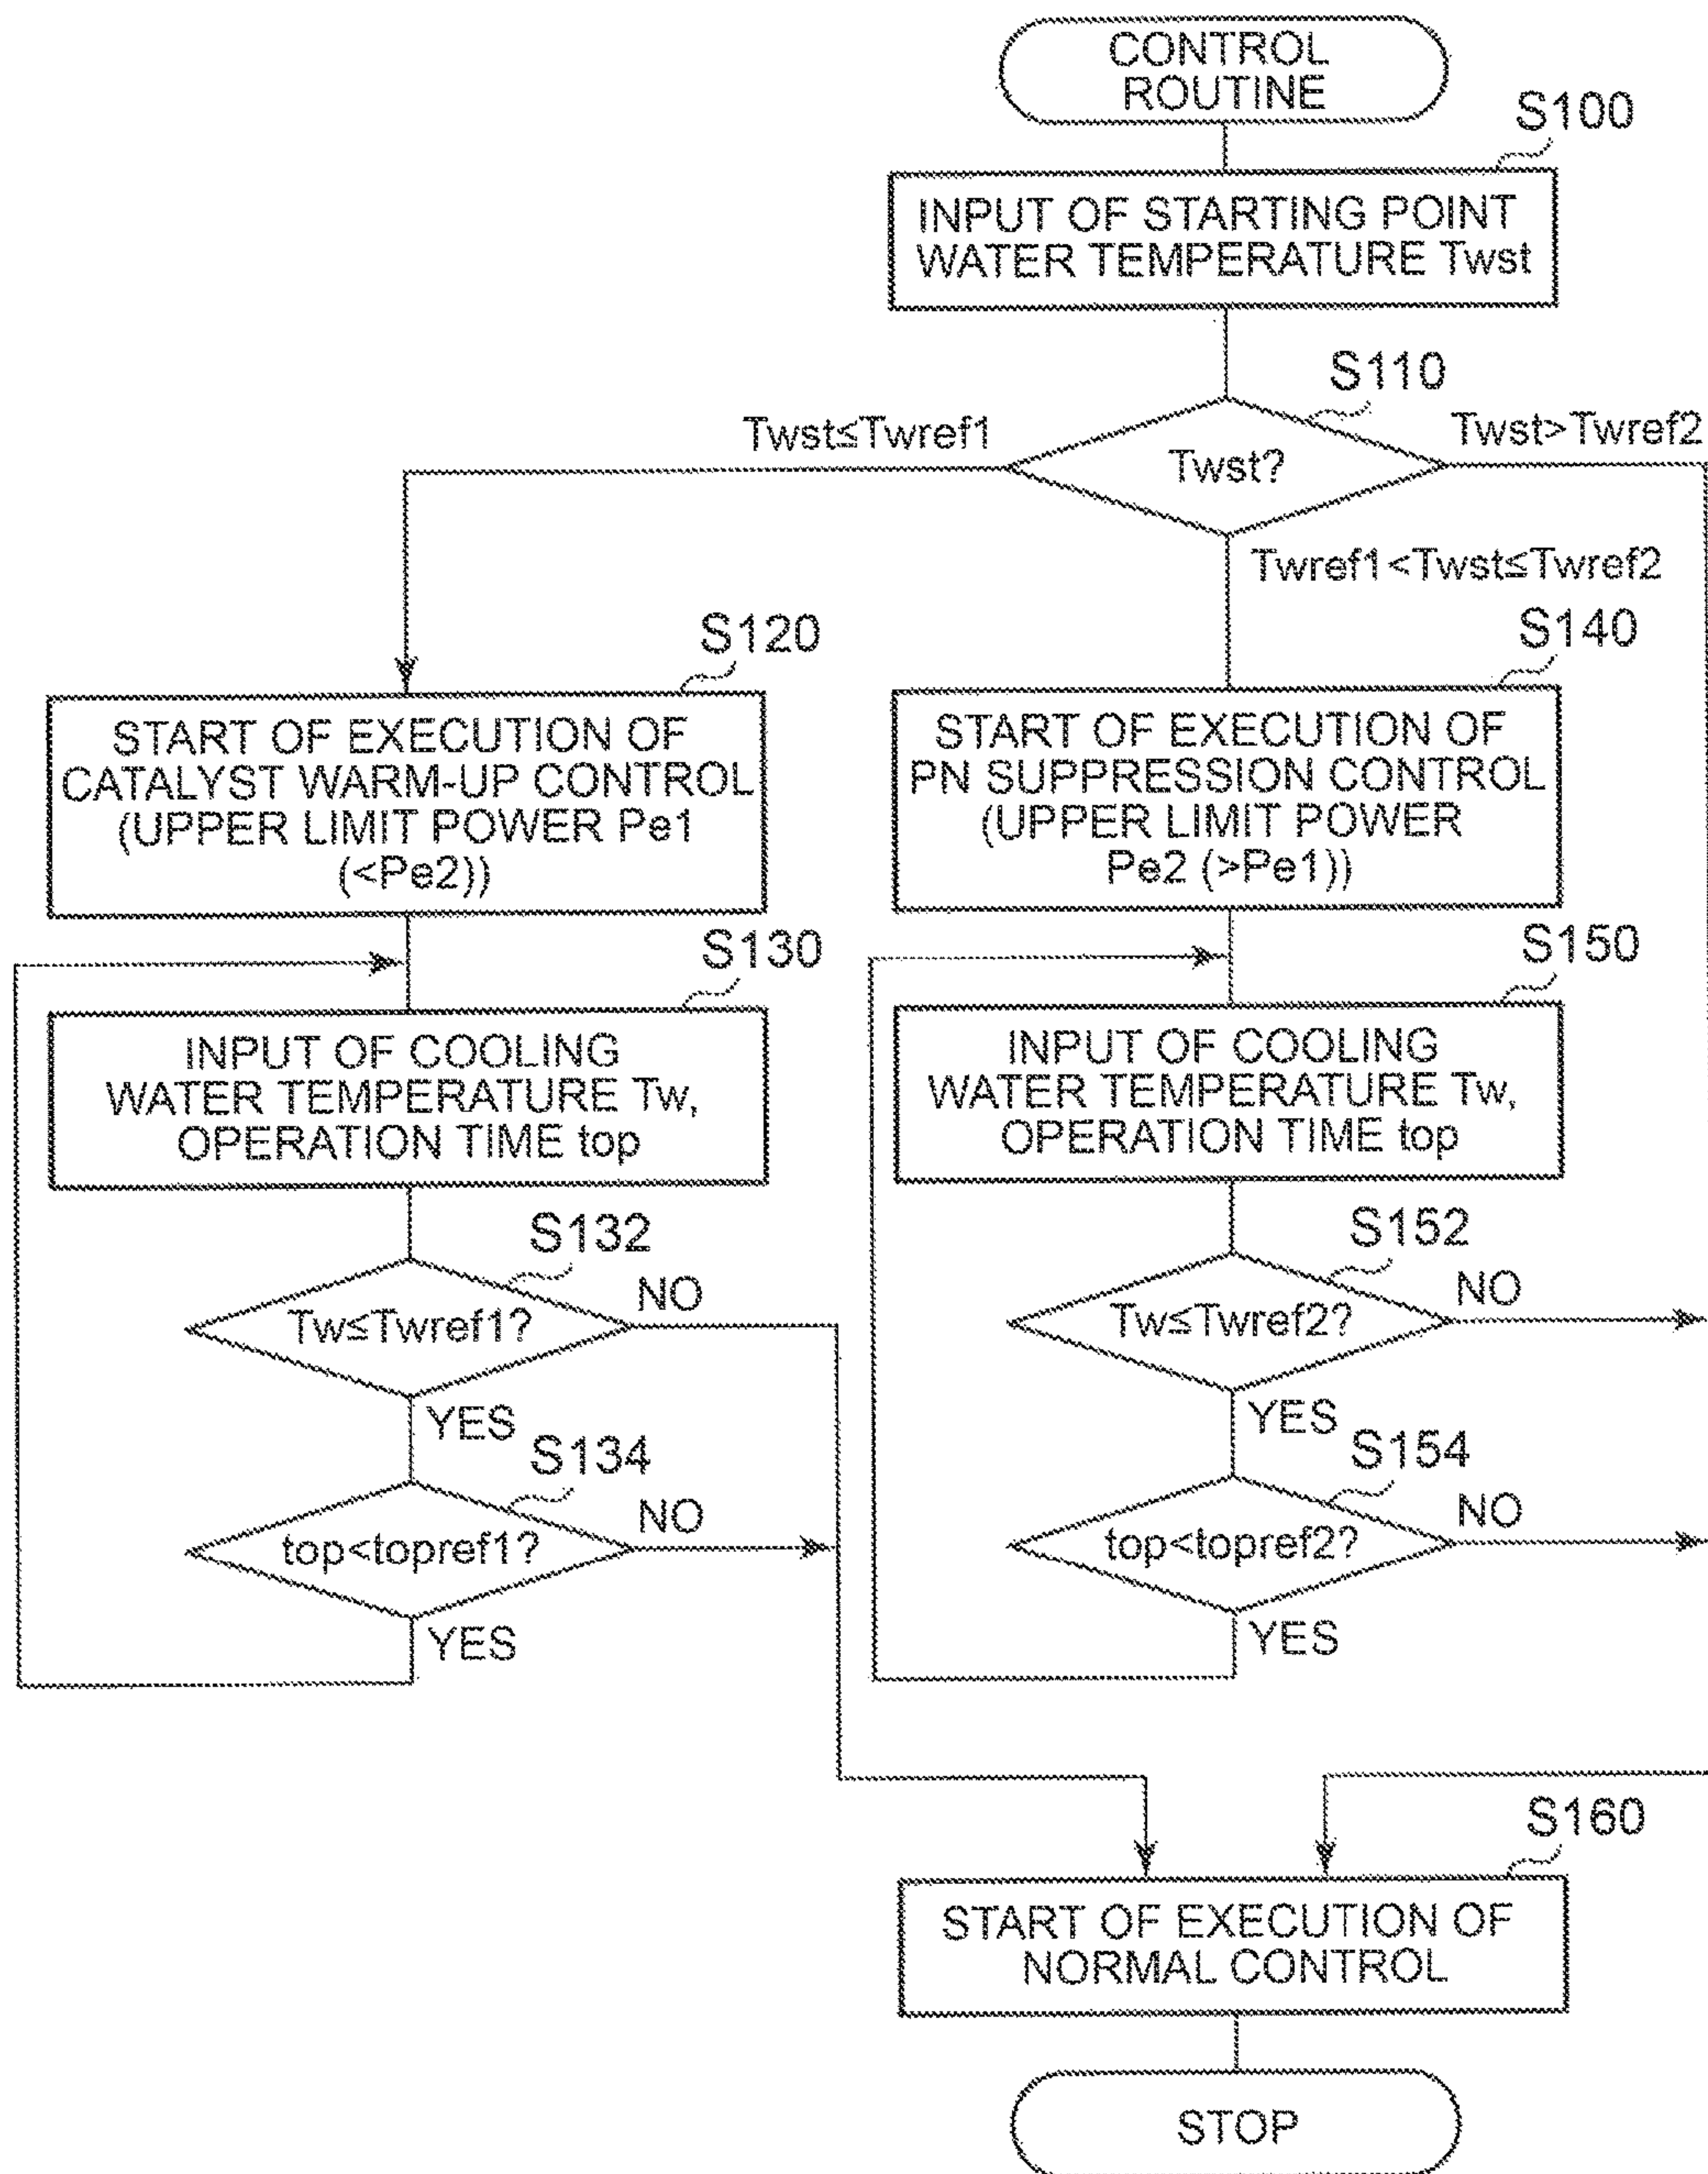 CONTROL
ROUTINE
S100
INPUT OF STARTING POINT
WATER TEMPERATURE Twst
S110
Twst≤Twref1
Twst?
Twst>Twref2
Twref1<Twst≤Twref2
S120
START OF EXECUTION OF
CATALYST WARM-UP CONTROL
(UPPER LIMIT POWER Pe1
(<Pe2))
S130
INPUT OF COOLING
WATER TEMPERATURE Tw,
OPERATION TIME top
S132
Tw≤Twref1?
NO
YES
S134
top<topref1?
NO
YES
S140
START OF EXECUTION OF
PN SUPPRESSION CONTROL
(UPPER LIMIT POWER
Pe2 (>Pe1))
S150
INPUT OF COOLING
WATER TEMPERATURE Tw,
OPERATION TIME top
S152
Tw≤Twref2?
NO
YES
S154
top<topref2?
NO
YES
S160
START OF EXECUTION OF
NORMAL CONTROL
STOP